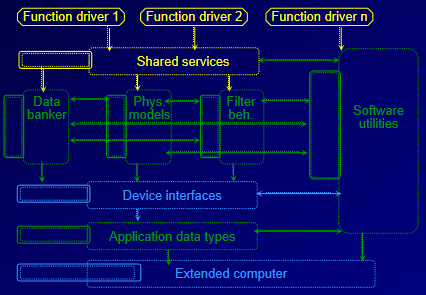 Function driver 1
Function driver 2
Function driver n
Shared services
Data
banker
Phys.
models
Filter
beh.
Software
utilities
Device interfaces
Application data types
Extended computer